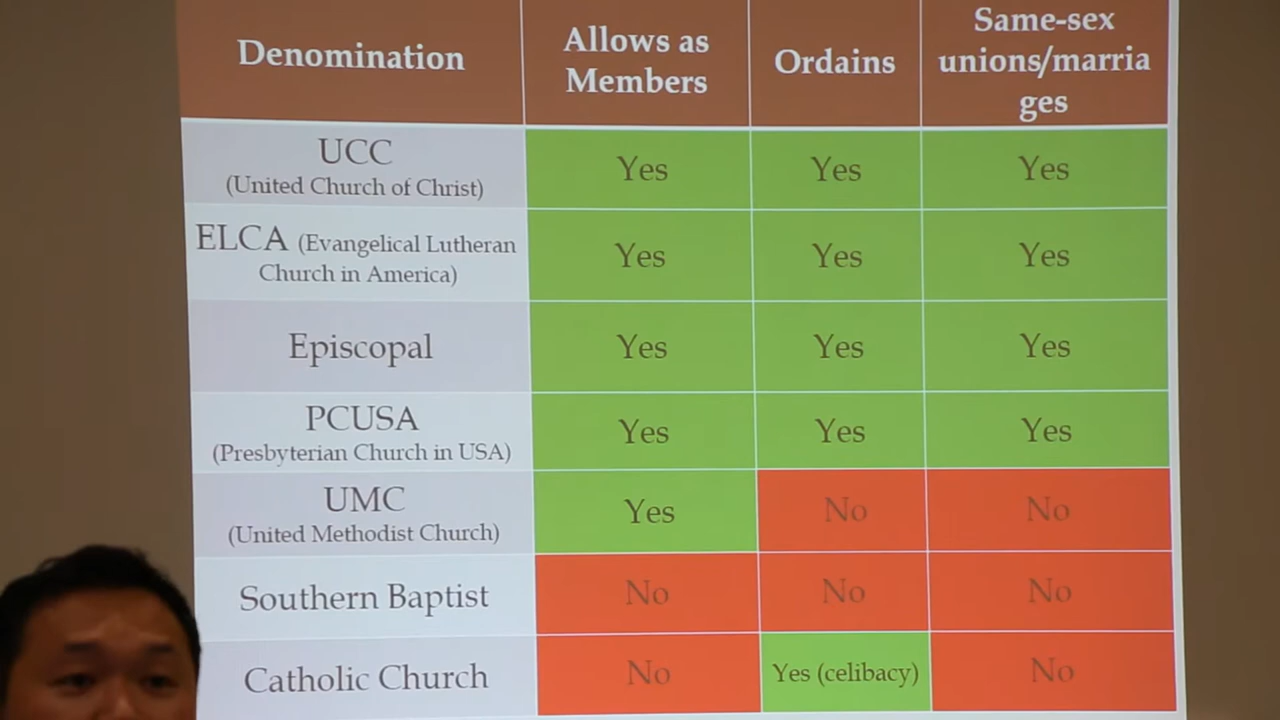 Denomination
Allows as
Members
Ordains
Same-sex
unions/marria
ges
UCC
(United Church of Christ)
Yes
Yes
Yes
ELCA (Evangelical Lutheran
Church in America)
Yes
Yes
Yes
Episcopal
Yes
Yes
Yes
PCUSA
(Presbyterian Church in USA)
Yes
Yes
Yes
UMC
(United Methodist Church)
Yes
No
No
Southern Baptist
No
No
No
Catholic Church
No
Yes (celibacy)
No